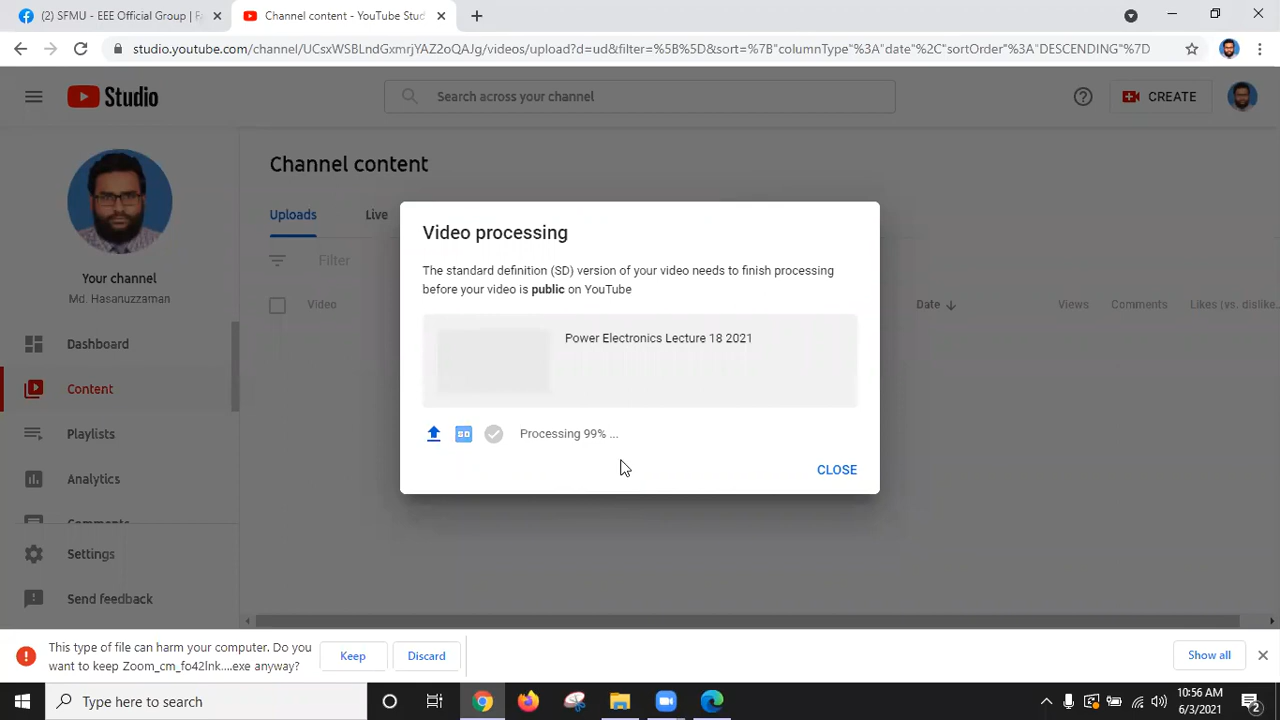 (2) SFMU - EEE Official Group | Fa
Channel content - YouTube Stud
studio.youtube.com/channel/UCsxWSBLndGxmrjYAZ2oQAJg/videos/upload?d=ud&filter=%5B%5D&sort=%7B"columnType"%3A"date"%2C"sortOrder"%3A"DESCENDING"%7D
Studio
Search across your channel
CREATE
Channel content
Uploads
Live
Filter
Your channel
Md. Hasanuzzaman
Video
Date
Views
Comments
Likes (vs. dislike...
Video processing
The standard definition (SD) version of your video needs to finish processing
before your video is public on YouTube
Power Electronics Lecture 18 2021
SD
Processing 99% ...
CLOSE
Dashboard
Content
Playlists
Analytics
Comments
Settings
Send feedback
This type of file can harm your computer. Do you
want to keep Zoom_cm_fo42lnk....exe anyway?
Keep
Discard
Show all
Type here to search
10:56 AM
6/3/2021
2